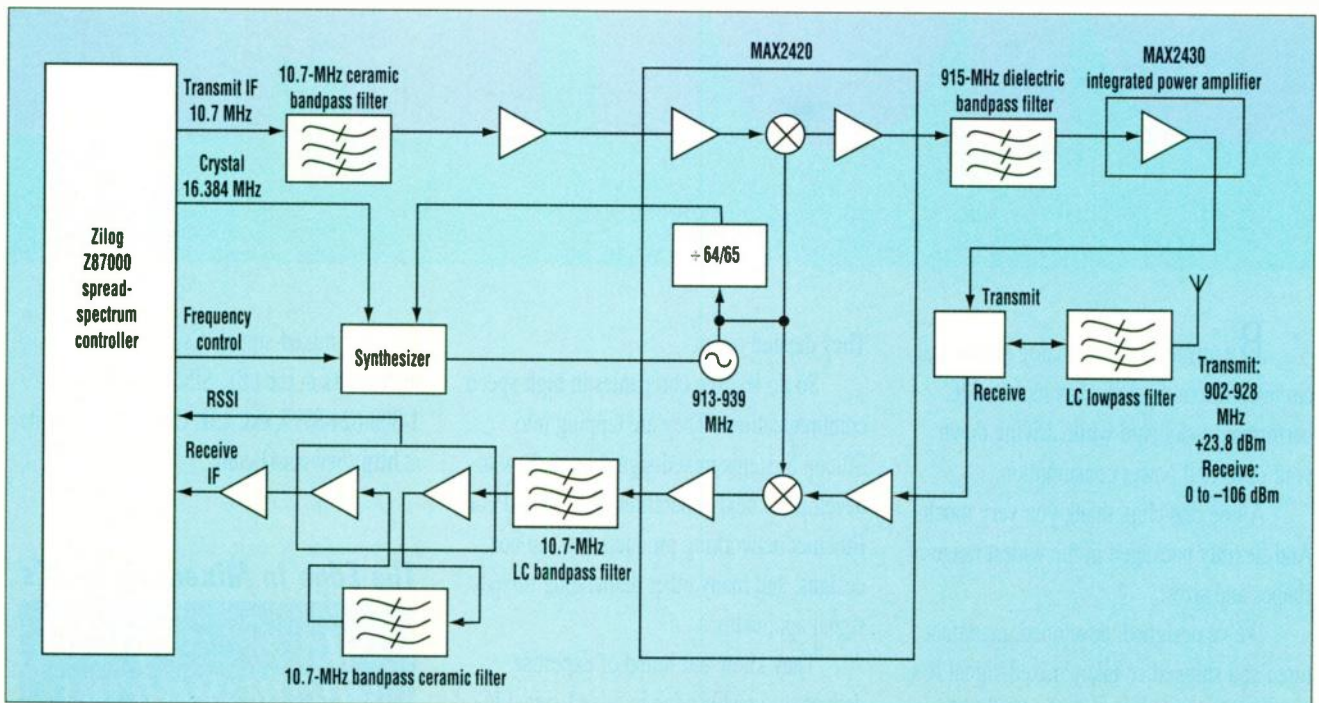 MAX2420
MAX2430
integrated power amplifier
10.7-MHz ceramic
bandpass filter
915-MHz dielectric
bandpass filter
Transmit IF
10.7 MHz
Crystal
16.384 MHz
Zilog
Z87000
spread-
spectrum
controller
÷ 64/65
Transmit
Frequency
control
Synthesizer
Receive
LC lowpass filter
Transmit:
902-928
MHz
+23.8 dBm
Receive:
0 to –106 dBm
913-939
MHz
RSSI
Receive
IF
10.7-MHz
LC bandpass filter
10.7-MHz bandpass ceramic filter